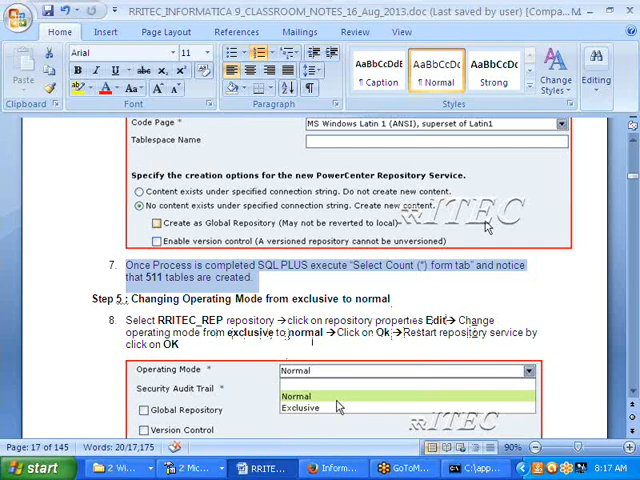 RRITEC_INFORMATICA 9_CLASSROOM_NOTES_16_Aug_2013.doc (Last saved by user) [Compa...
Home Insert Page Layout References Mailings Review View
Paste
Clipboard
Arial 11
Font
Paragraph
AaBbCcDc AaBbCcDc AaBbCcDc
¶ Caption ¶ Normal Strong
Styles
Change Styles
Editing
Code Page * MS Windows Latin 1 (ANSI), superset of Latin1
Tablespace Name
Specify the creation options for the new PowerCenter Repository Service.
Content exists under specified connection string. Do not create new content.
No content exists under specified connection string. Create new content.
Create as Global Repository (May not be reverted to local)
Enable version control (A versioned repository cannot be unversioned)
RRITEC
7. Once Process is completed SQL PLUS execute “Select Count (*) form tab” and notice
that 511 tables are created.
Step 5 : Changing Operating Mode from exclusive to normal
8. Select RRITEC_REP repository →click on repository properties Edit→ Change
operating mode from exclusive to normal →Click on Ok→Restart repository service by
click on OK
Operating Mode * Normal
Security Audit Trail *
Normal
Global Repository Exclusive
Version Control
RRITEC
Page: 17 of 145 Words: 20/17,175 90%
start 2 Wi... 2 Mic... RRITE... Inform... GoToM... C:\app... 8:17 AM